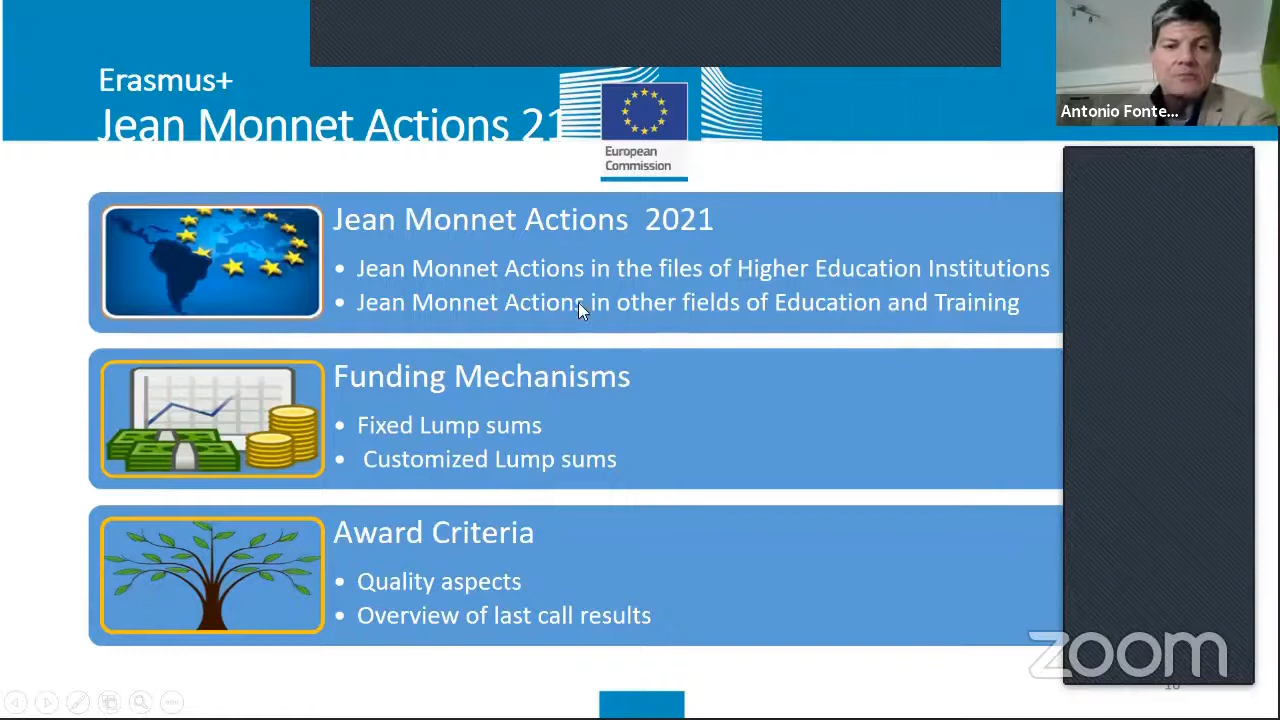 Erasmus+
Jean Monnet Actions 21
European
Commission
Antonio Fonte...
Jean Monnet Actions 2021
• Jean Monnet Actions in the files of Higher Education Institutions
• Jean Monnet Actions in other fields of Education and Training
Funding Mechanisms
• Fixed Lump sums
• Customized Lump sums
Award Criteria
• Quality aspects
• Overview of last call results
zoom